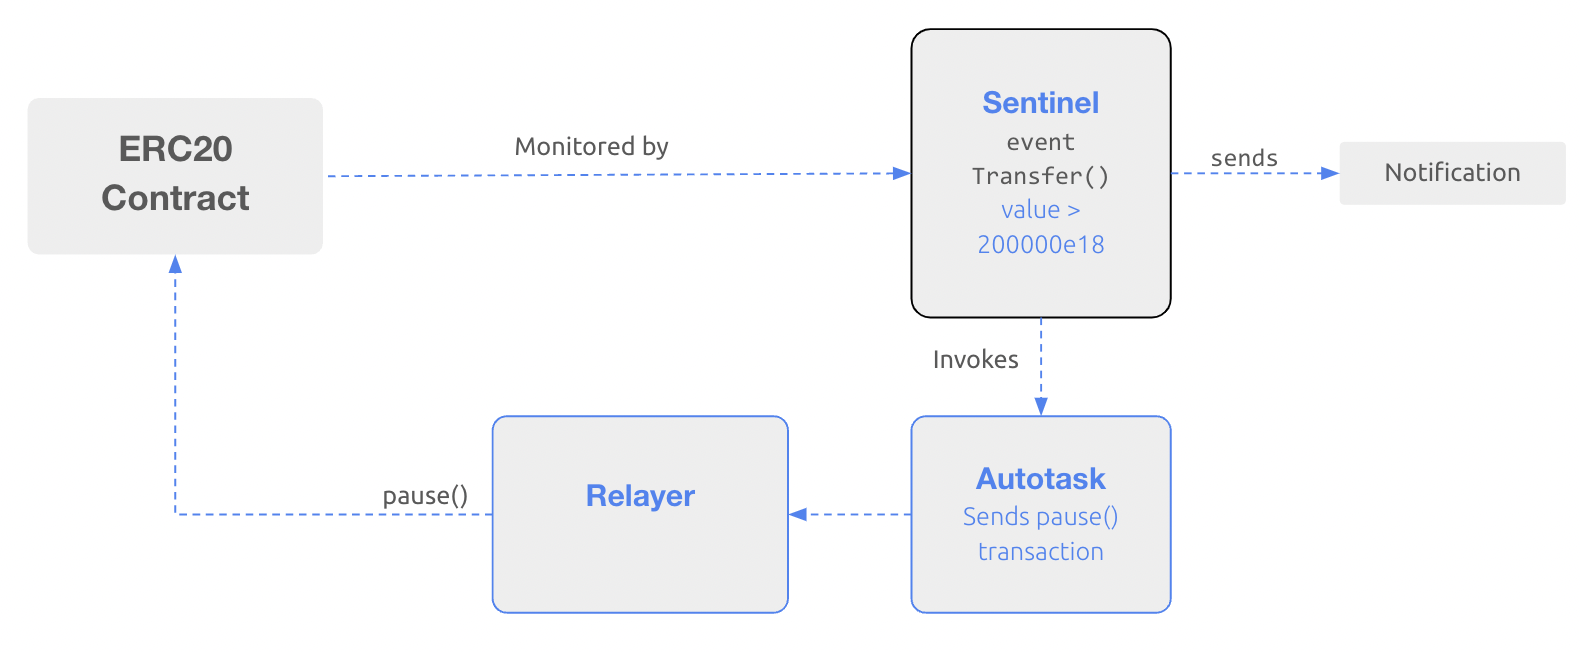 ERC20
Contract
Monitored by
Sentinel
event
Transfer()
value >
200000e18
sends
Notification
Invokes
Autotask
Sends pause()
transaction
Relayer
pause()